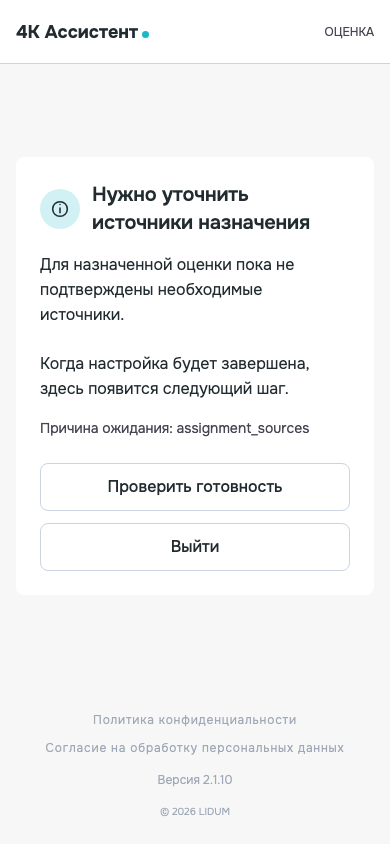 4К Ассистент
ОЦЕНКА
Нужно уточнить
источники назначения
Для назначенной оценки пока не
подтверждены необходимые
источники.
Когда настройка будет завершена,
здесь появится следующий шаг.
Причина ожидания: assignment_sources
Проверить готовность
Выйти
Политика конфиденциальности
Согласие на обработку персональных данных
Версия 2.1.10
© 2026 LIDUM